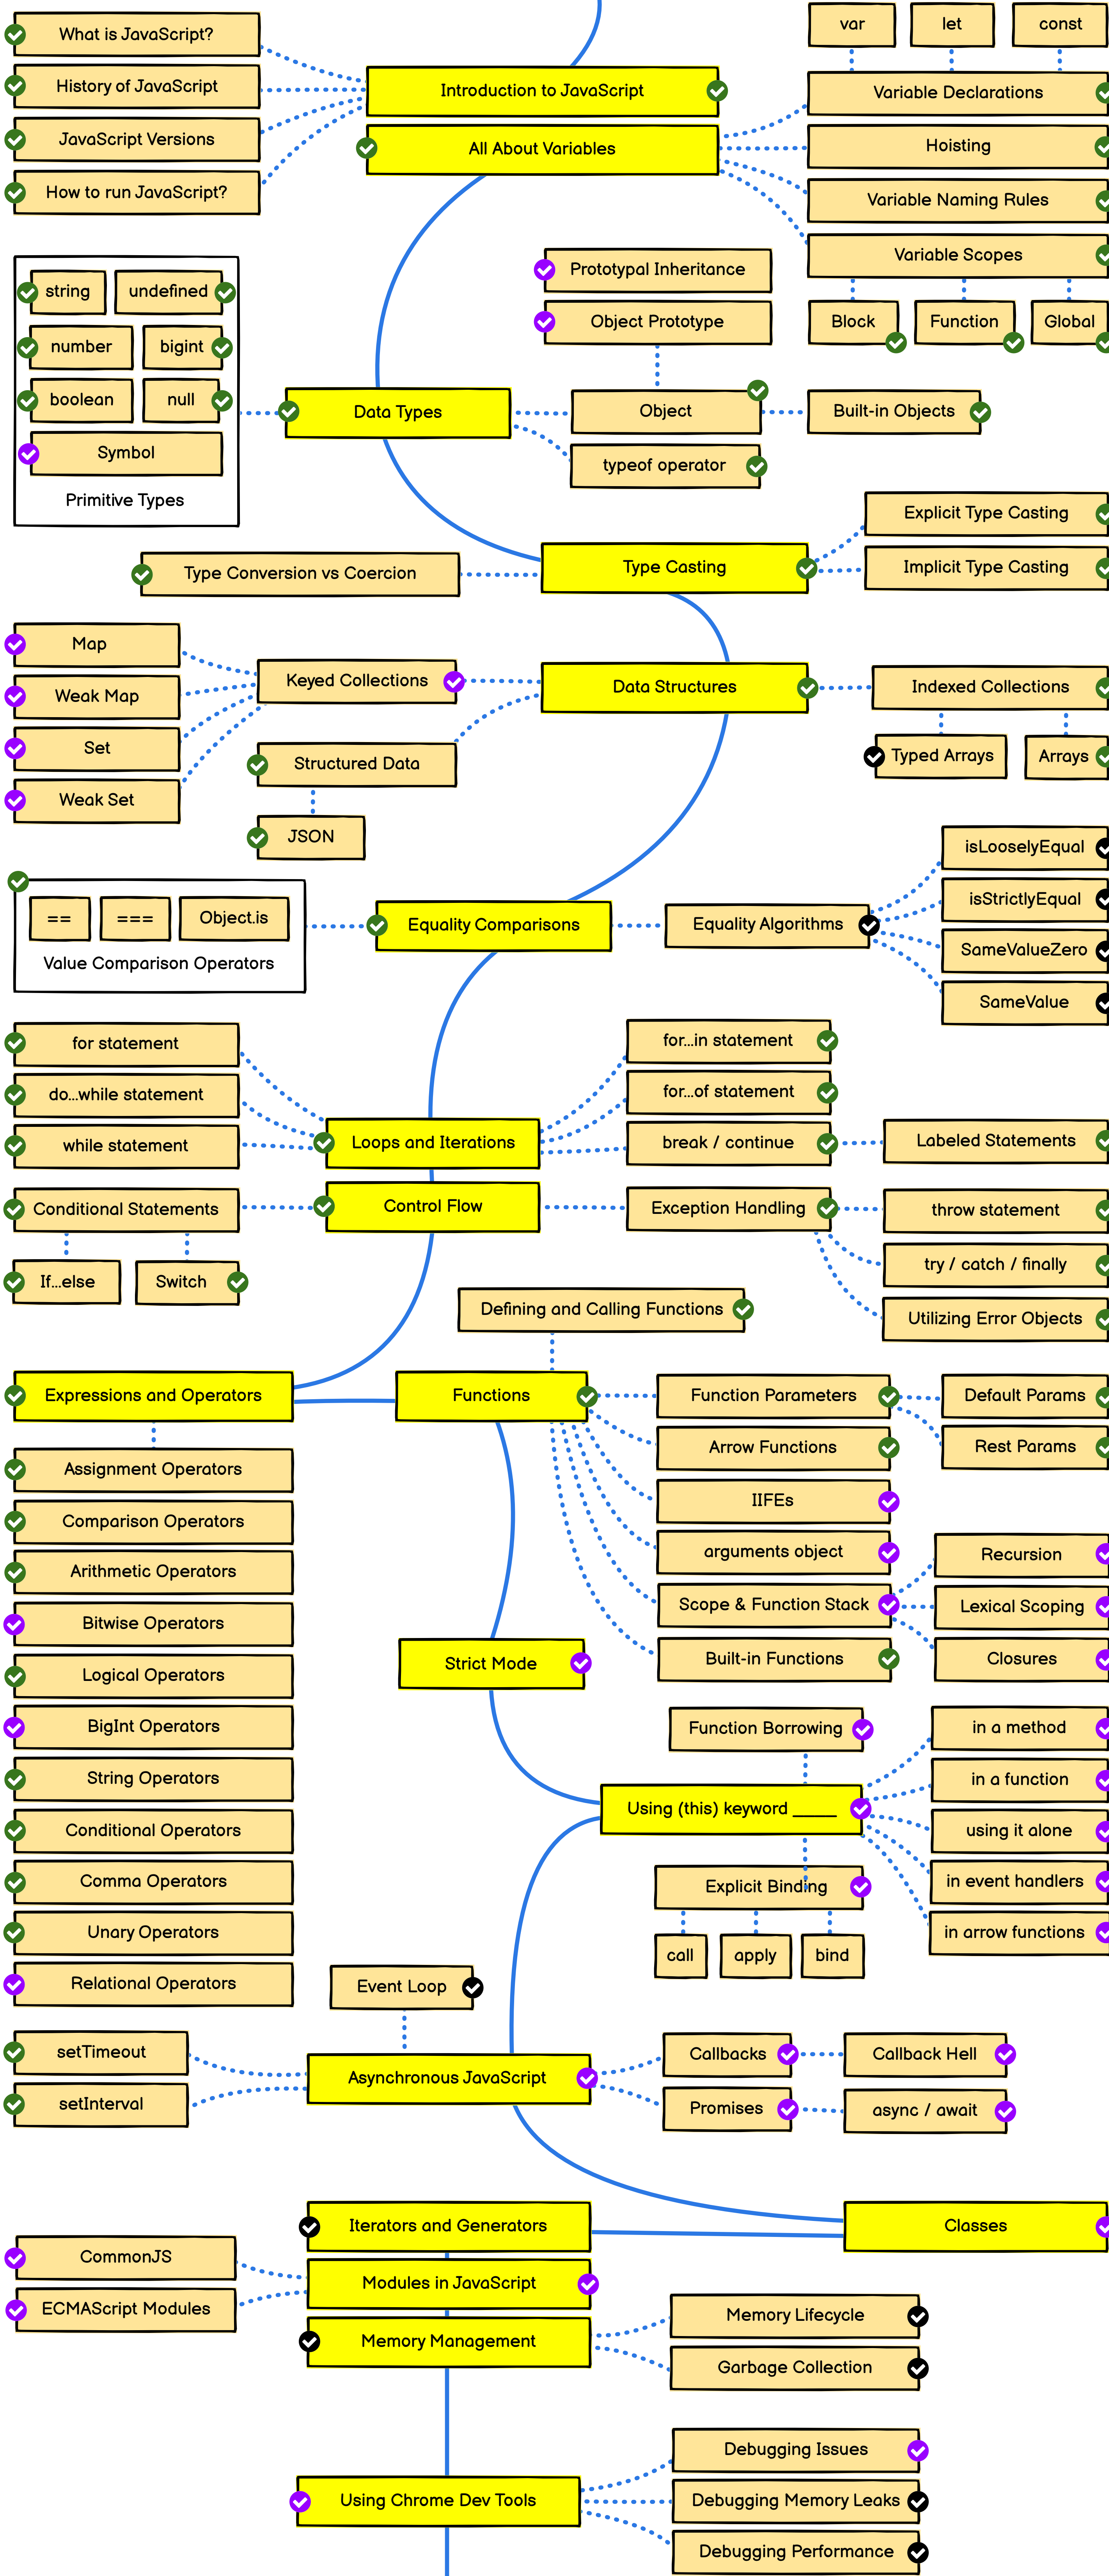 var
let
const
What is JavaScript?
History of JavaScript
JavaScript Versions
How to run JavaScript?
Introduction to JavaScript
All About Variables
Variable Declarations
Hoisting
Variable Naming Rules
Variable Scopes
Block
Function
Global
string
undefined
number
bigint
boolean
null
Symbol
Primitive Types
Prototypal Inheritance
Object Prototype
Data Types
Object
Built-in Objects
typeof operator
Explicit Type Casting
Type Conversion vs Coercion
Type Casting
Implicit Type Casting
Map
Weak Map
Set
Weak Set
Keyed Collections
Data Structures
Indexed Collections
Structured Data
Typed Arrays
Arrays
JSON
==
===
Object.is
Value Comparison Operators
Equality Comparisons
Equality Algorithms
isLooselyEqual
isStrictlyEqual
SameValueZero
SameValue
for statement
do...while statement
while statement
for...in statement
for...of statement
Loops and Iterations
break / continue
Labeled Statements
Conditional Statements
Control Flow
Exception Handling
throw statement
If...else
Switch
try / catch / finally
Utilizing Error Objects
Defining and Calling Functions
Expressions and Operators
Functions
Function Parameters
Default Params
Rest Params
Arrow Functions
IIFEs
arguments object
Scope & Function Stack
Built-in Functions
Recursion
Lexical Scoping
Closures
Assignment Operators
Comparison Operators
Arithmetic Operators
Bitwise Operators
Logical Operators
BigInt Operators
String Operators
Conditional Operators
Comma Operators
Unary Operators
Relational Operators
Strict Mode
Function Borrowing
Using (this) keyword _____
in a method
in a function
using it alone
in event handlers
in arrow functions
Explicit Binding
call
apply
bind
Event Loop
setTimeout
setInterval
Asynchronous JavaScript
Callbacks
Callback Hell
Promises
async / await
Iterators and Generators
Classes
CommonJS
ECMAScript Modules
Modules in JavaScript
Memory Management
Memory Lifecycle
Garbage Collection
Using Chrome Dev Tools
Debugging Issues
Debugging Memory Leaks
Debugging Performance